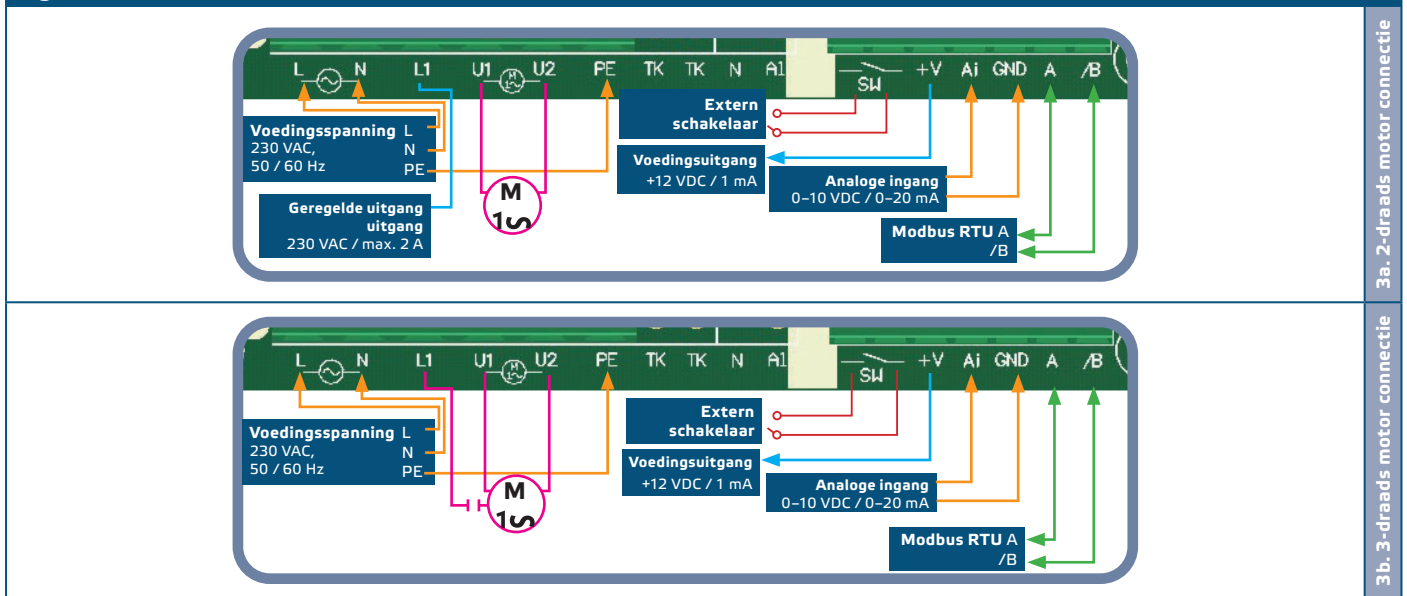 L N L1 U1 M 1~ U2 PE TK TK N A1 SW +V Ai GND A /B
Extern
schakelaar
Voedingsspanning L
230 VAC, N
50 / 60 Hz PE
Voedingsuitgang
+12 VDC / 1 mA
Analoge ingang
0–10 VDC / 0–20 mA
M
1
Geregelde uitgang
uitgang
230 VAC / max. 2 A
Modbus RTU A
/B
3a. 2-draads motor connectie
L N L1 U1 M 1~ U2 PE TK TK N A1 SW +V Ai GND A /B
Extern
schakelaar
Voedingsspanning L
230 VAC, N
50 / 60 Hz PE
Voedingsuitgang
+12 VDC / 1 mA
Analoge ingang
0–10 VDC / 0–20 mA
M
1
Modbus RTU A
/B
3b. 3-draads motor connectie